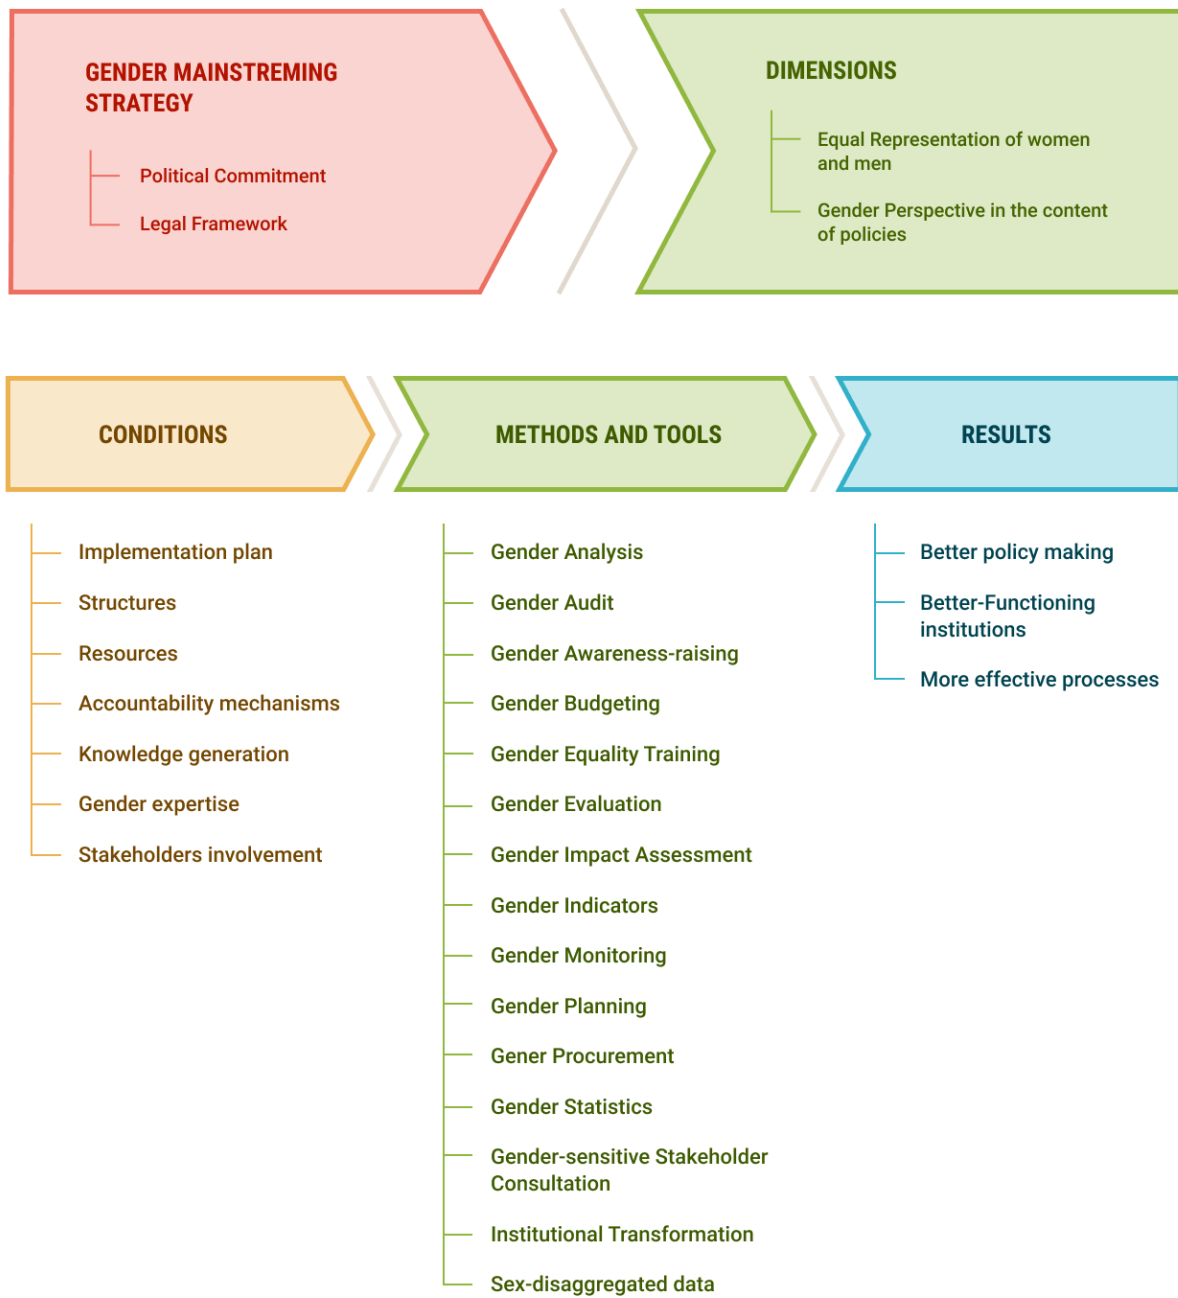 GENDER MAINSTREMING
STRATEGY
Political Commitment
Legal Framework
DIMENSIONS
Equal Representation of women
and men
Gender Perspective in the content
of policies
CONDITIONS
Implementation plan
Structures
Resources
Accountability mechanisms
Knowledge generation
Gender expertise
Stakeholders involvement
METHODS AND TOOLS
Gender Analysis
Gender Audit
Gender Awareness-raising
Gender Budgeting
Gender Equality Training
Gender Evaluation
Gender Impact Assessment
Gender Indicators
Gender Monitoring
Gender Planning
Gener Procurement
Gender Statistics
Gender-sensitive Stakeholder
Consultation
Institutional Transformation
Sex-disaggregated data
RESULTS
Better policy making
Better-Functioning
institutions
More effective processes